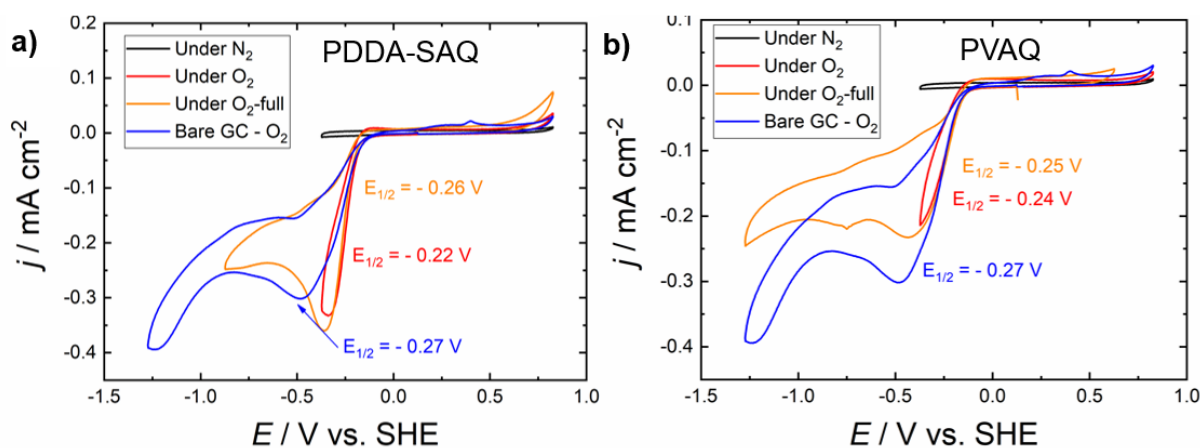 a)
PDDA-SAQ
Under N₂
Under O₂
Under O₂-full
Bare GC - O₂
0.2
0.1
0.0
-0.1
-0.2
-0.3
-0.4
j / mA cm⁻²
E₁/₂ = - 0.26 V
E₁/₂ = - 0.22 V
E₁/₂ = - 0.27 V
-1.5
-1.0
-0.5
0.0
0.5
1.0
E / V vs. SHE
b)
PVAQ
Under N₂
Under O₂
Under O₂-full
Bare GC - O₂
0.1
0.0
-0.1
-0.2
-0.3
-0.4
j / mA cm⁻²
E₁/₂ = - 0.25 V
E₁/₂ = - 0.24 V
E₁/₂ = - 0.27 V
-1.5
-1.0
-0.5
0.0
0.5
1.0
E / V vs. SHE